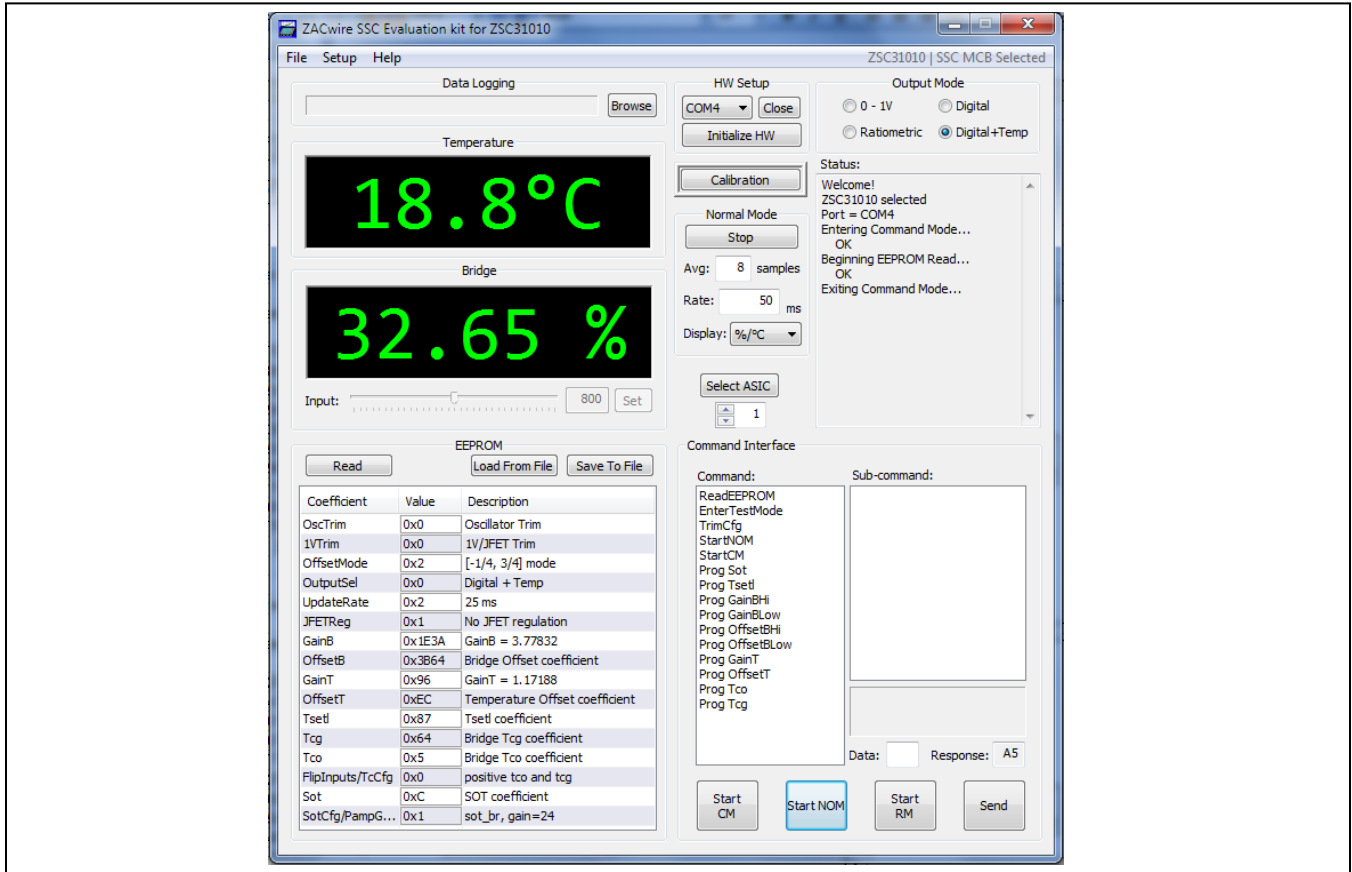 ZACwire SSC Evaluation kit for ZSC31010
File Setup Help ZSC31010 | SSC MCB Selected
Data Logging
Browse
Temperature
18.8°C
Bridge
32.65 %
Input: 800 Set
HW Setup
COM4 Close
Initialize HW
Calibration
Normal Mode
Stop
Avg: 8 samples
Rate: 50 ms
Display: %/°C
Select ASIC
1
Output Mode
0 - 1V Digital
Ratiometric Digital+Temp
Status:
Welcome!
ZSC31010 selected
Port = COM4
Entering Command Mode...
OK
Beginning EEPROM Read...
OK
Exiting Command Mode...
EEPROM
Read Load From File Save To File
Coefficient Value Description
OscTrim 0x0 Oscillator Trim
1VTrim 0x0 1V/JFET Trim
OffsetMode 0x2 [-1/4, 3/4] mode
OutputSel 0x0 Digital + Temp
UpdateRate 0x2 25 ms
JFETReg 0x1 No JFET regulation
GainB 0x1E3A GainB = 3.77832
OffsetB 0x3B64 Bridge Offset coefficient
GainT 0x96 GainT = 1.17188
OffsetT 0xEC Temperature Offset coefficient
Tsetl 0x87 Tsetl coefficient
Tcg 0x64 Bridge Tcg coefficient
Tco 0x5 Bridge Tco coefficient
FlipInputs/TcCfg 0x0 positive tco and tcg
Sot 0xC SOT coefficient
SotCfg/PampG... 0x1 sot_br, gain=24
Command Interface
Command:
ReadEEPROM
EnterTestMode
TrimCfg
StartNOM
StartCM
Prog Sot
Prog Tsetl
Prog GainBHi
Prog GainBLow
Prog OffsetBHi
Prog OffsetBLow
Prog GainT
Prog OffsetT
Prog Tco
Prog Tcg
Sub-command:
Data: Response: A5
Start CM
Start NOM
Start RM
Send